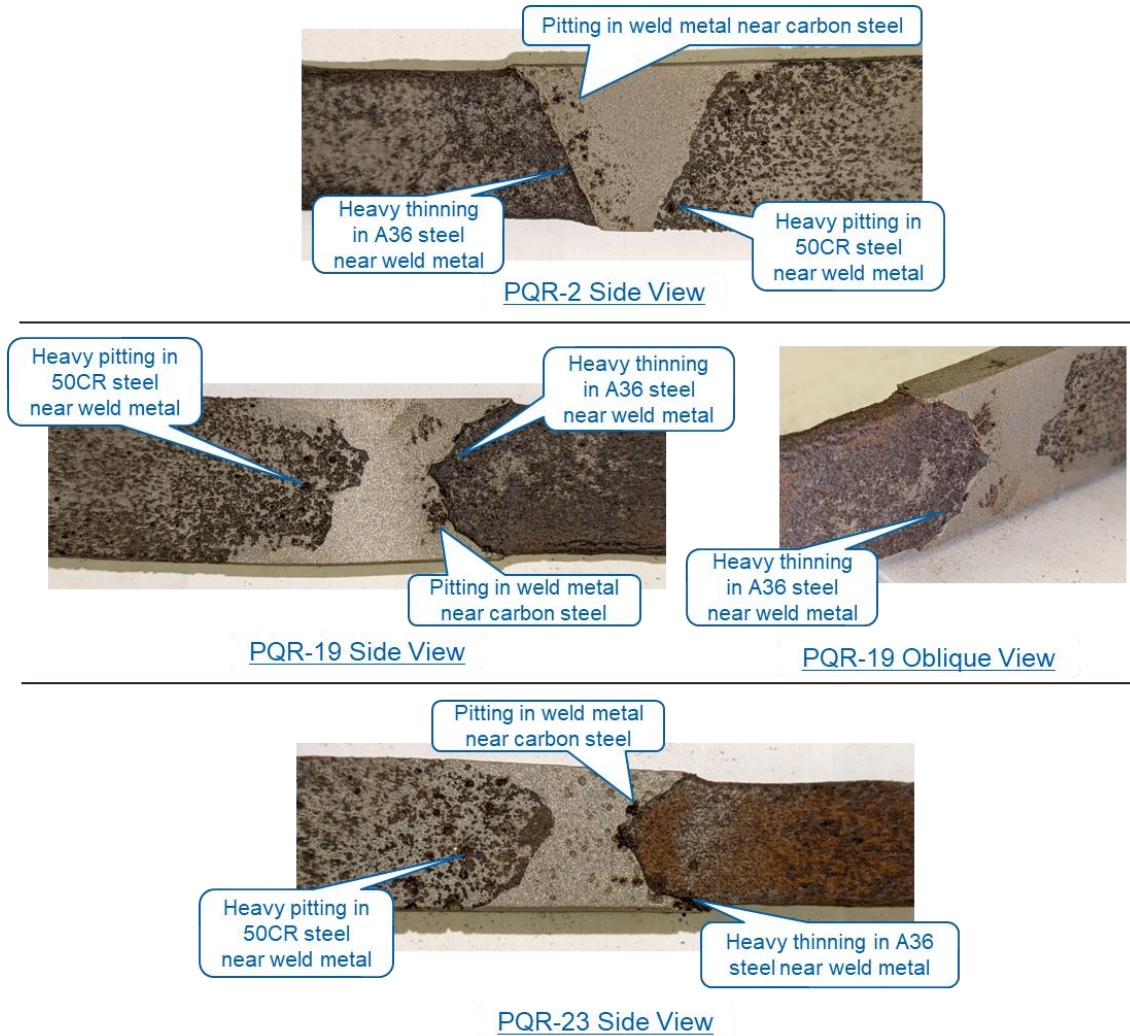 Pitting in weld metal near carbon steel
Heavy thinning
in A36 steel
near weld metal
Heavy pitting in
50CR steel
near weld metal
PQR-2 Side View
Heavy pitting in
50CR steel
near weld metal
Heavy thinning
in A36 steel
near weld metal
Pitting in weld metal
near carbon steel
Heavy thinning
in A36 steel
near weld metal
PQR-19 Side View
PQR-19 Oblique View
Pitting in weld metal
near carbon steel
Heavy pitting in
50CR steel
near weld metal
Heavy thinning in A36
steel near weld metal
PQR-23 Side View